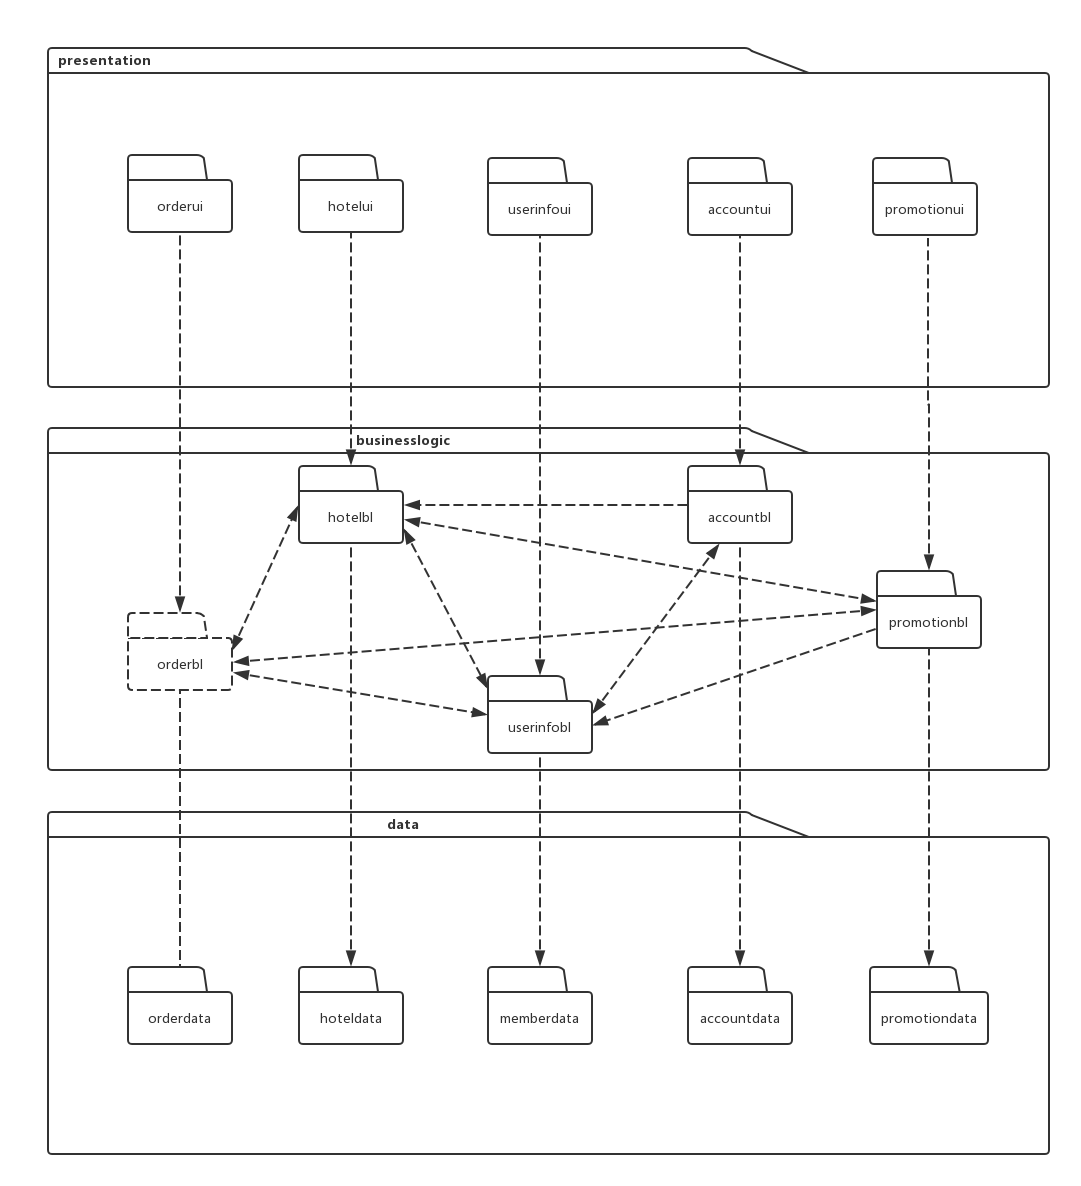 presentation
orderui
hotelui
userinfoui
accountui
promotionui
businesslogic
hotelbl
accountbl
promotionbl
orderbl
userinfobl
data
orderdata
hoteldata
memberdata
accountdata
promotiondata